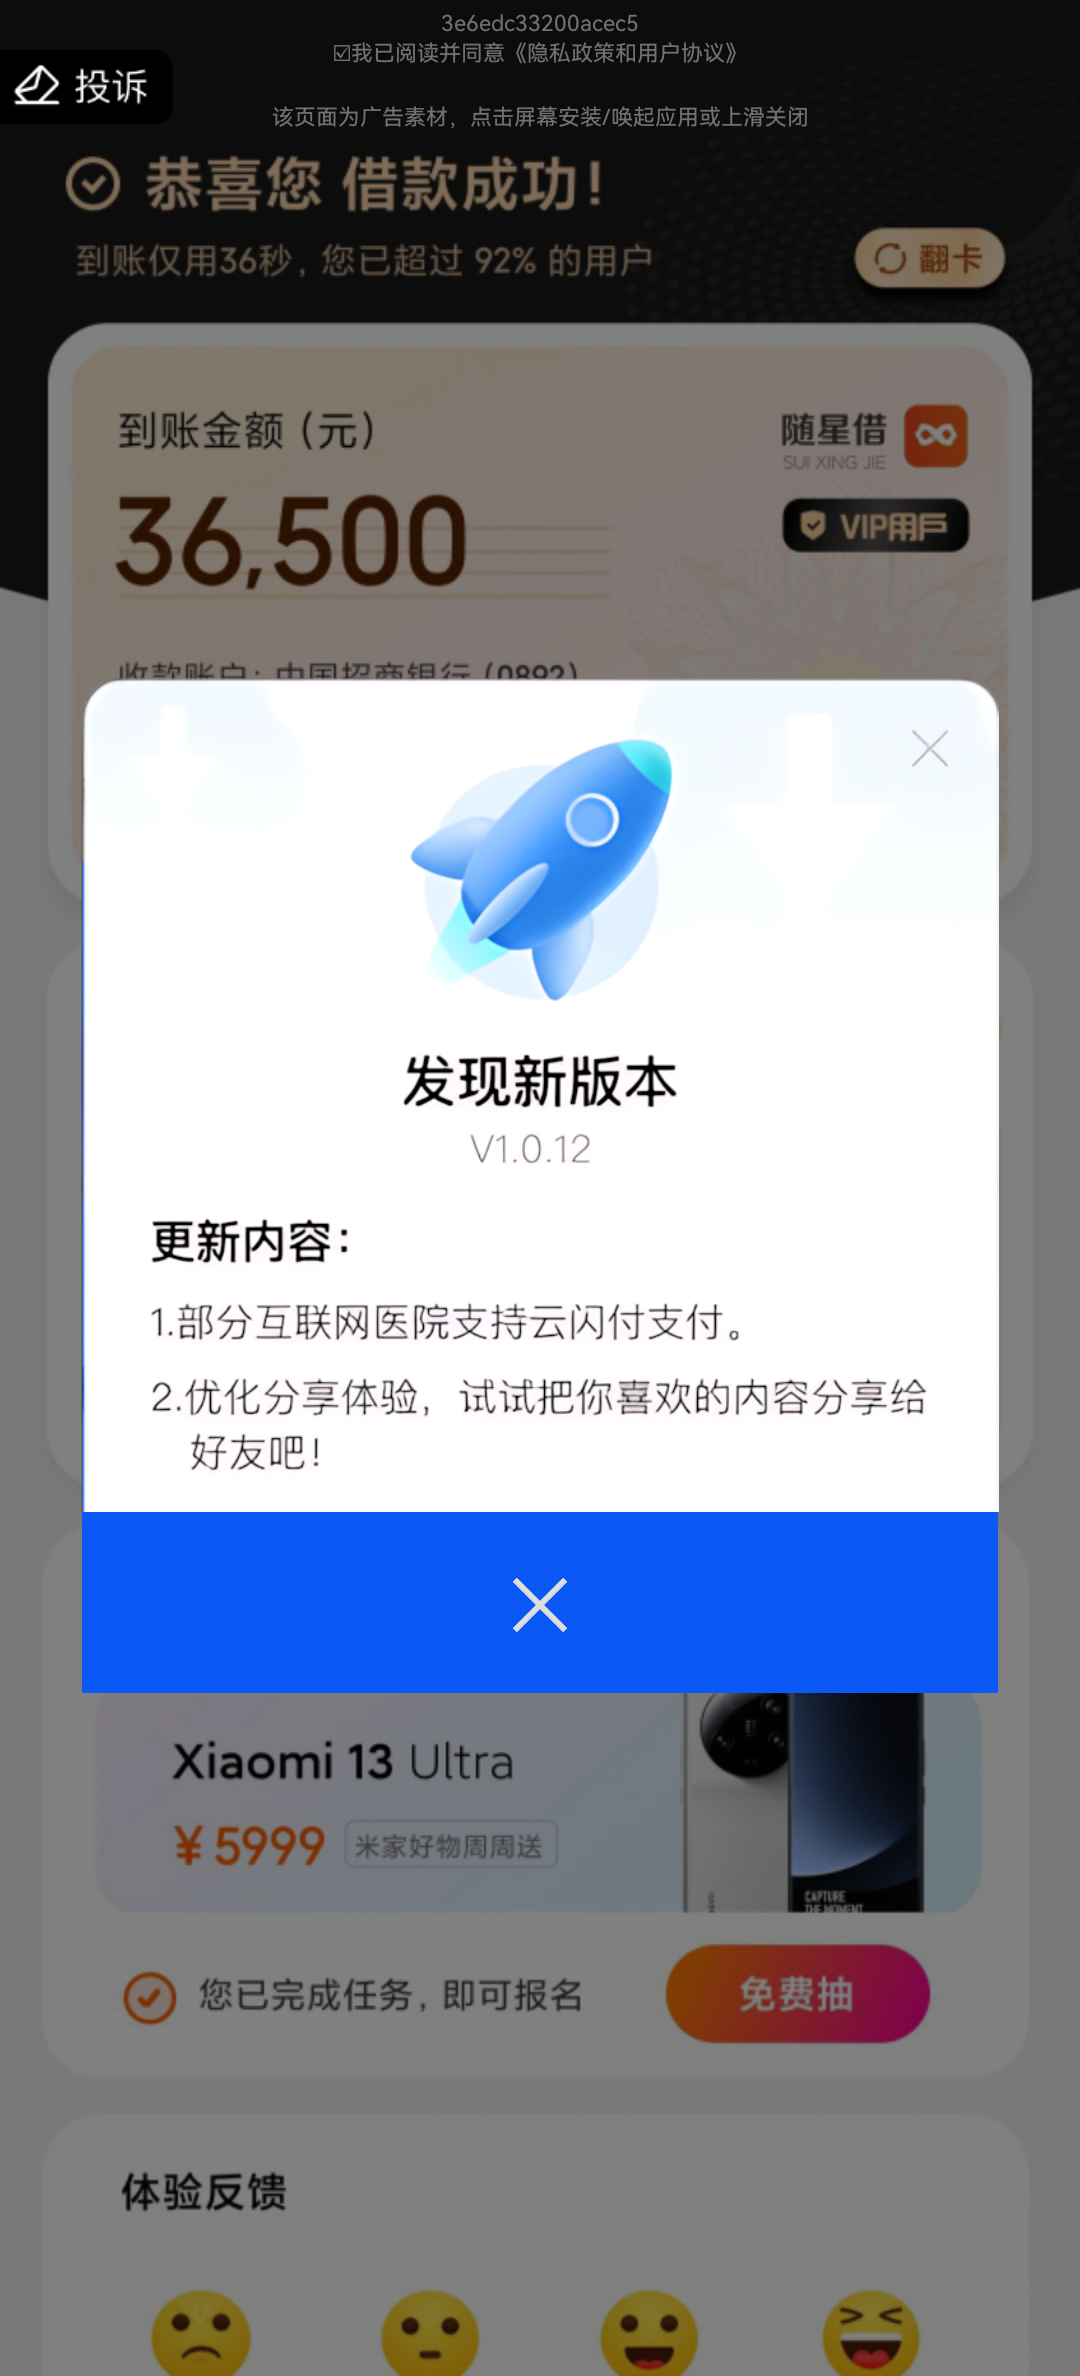 3e6edc33200acec5
☑我已阅读并同意《隐私政策和用户协议》
投诉
该页面为广告素材，点击屏幕安装/唤起应用或上滑关闭
恭喜您 借款成功！
到账仅用36秒，您已超过 92% 的用户
翻卡
到账金额（元）
随星借
SUI XING JIE
36,500
VIP用戶
收款账户：中国招商银行（0892）
发现新版本
V1.0.12
更新内容：
1.部分互联网医院支持云闪付支付。
2.优化分享体验，试试把你喜欢的内容分享给
好友吧！
Xiaomi 13 Ultra
¥5999
米家好物周周送
CAPTURE
THE MOMENT
您已完成任务，即可报名
免费抽
体验反馈